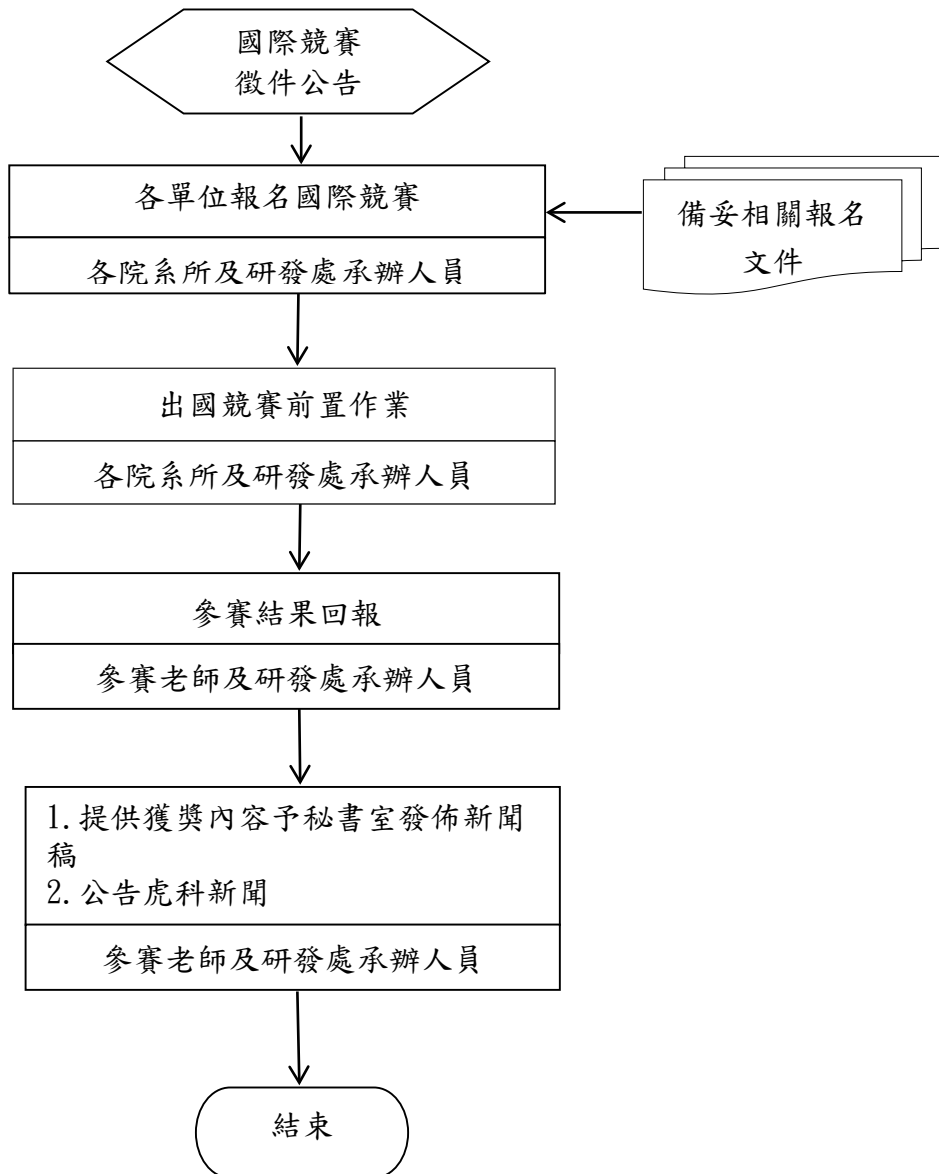 國際競賽
徵件公告
各單位報名國際競賽
各院系所及研發處承辦人員
備妥相關報名
文件
出國競賽前置作業
各院系所及研發處承辦人員
參賽結果回報
參賽老師及研發處承辦人員
1.提供獲獎內容予秘書室發佈新聞
稿
2.公告虎科新聞
參賽老師及研發處承辦人員
結束